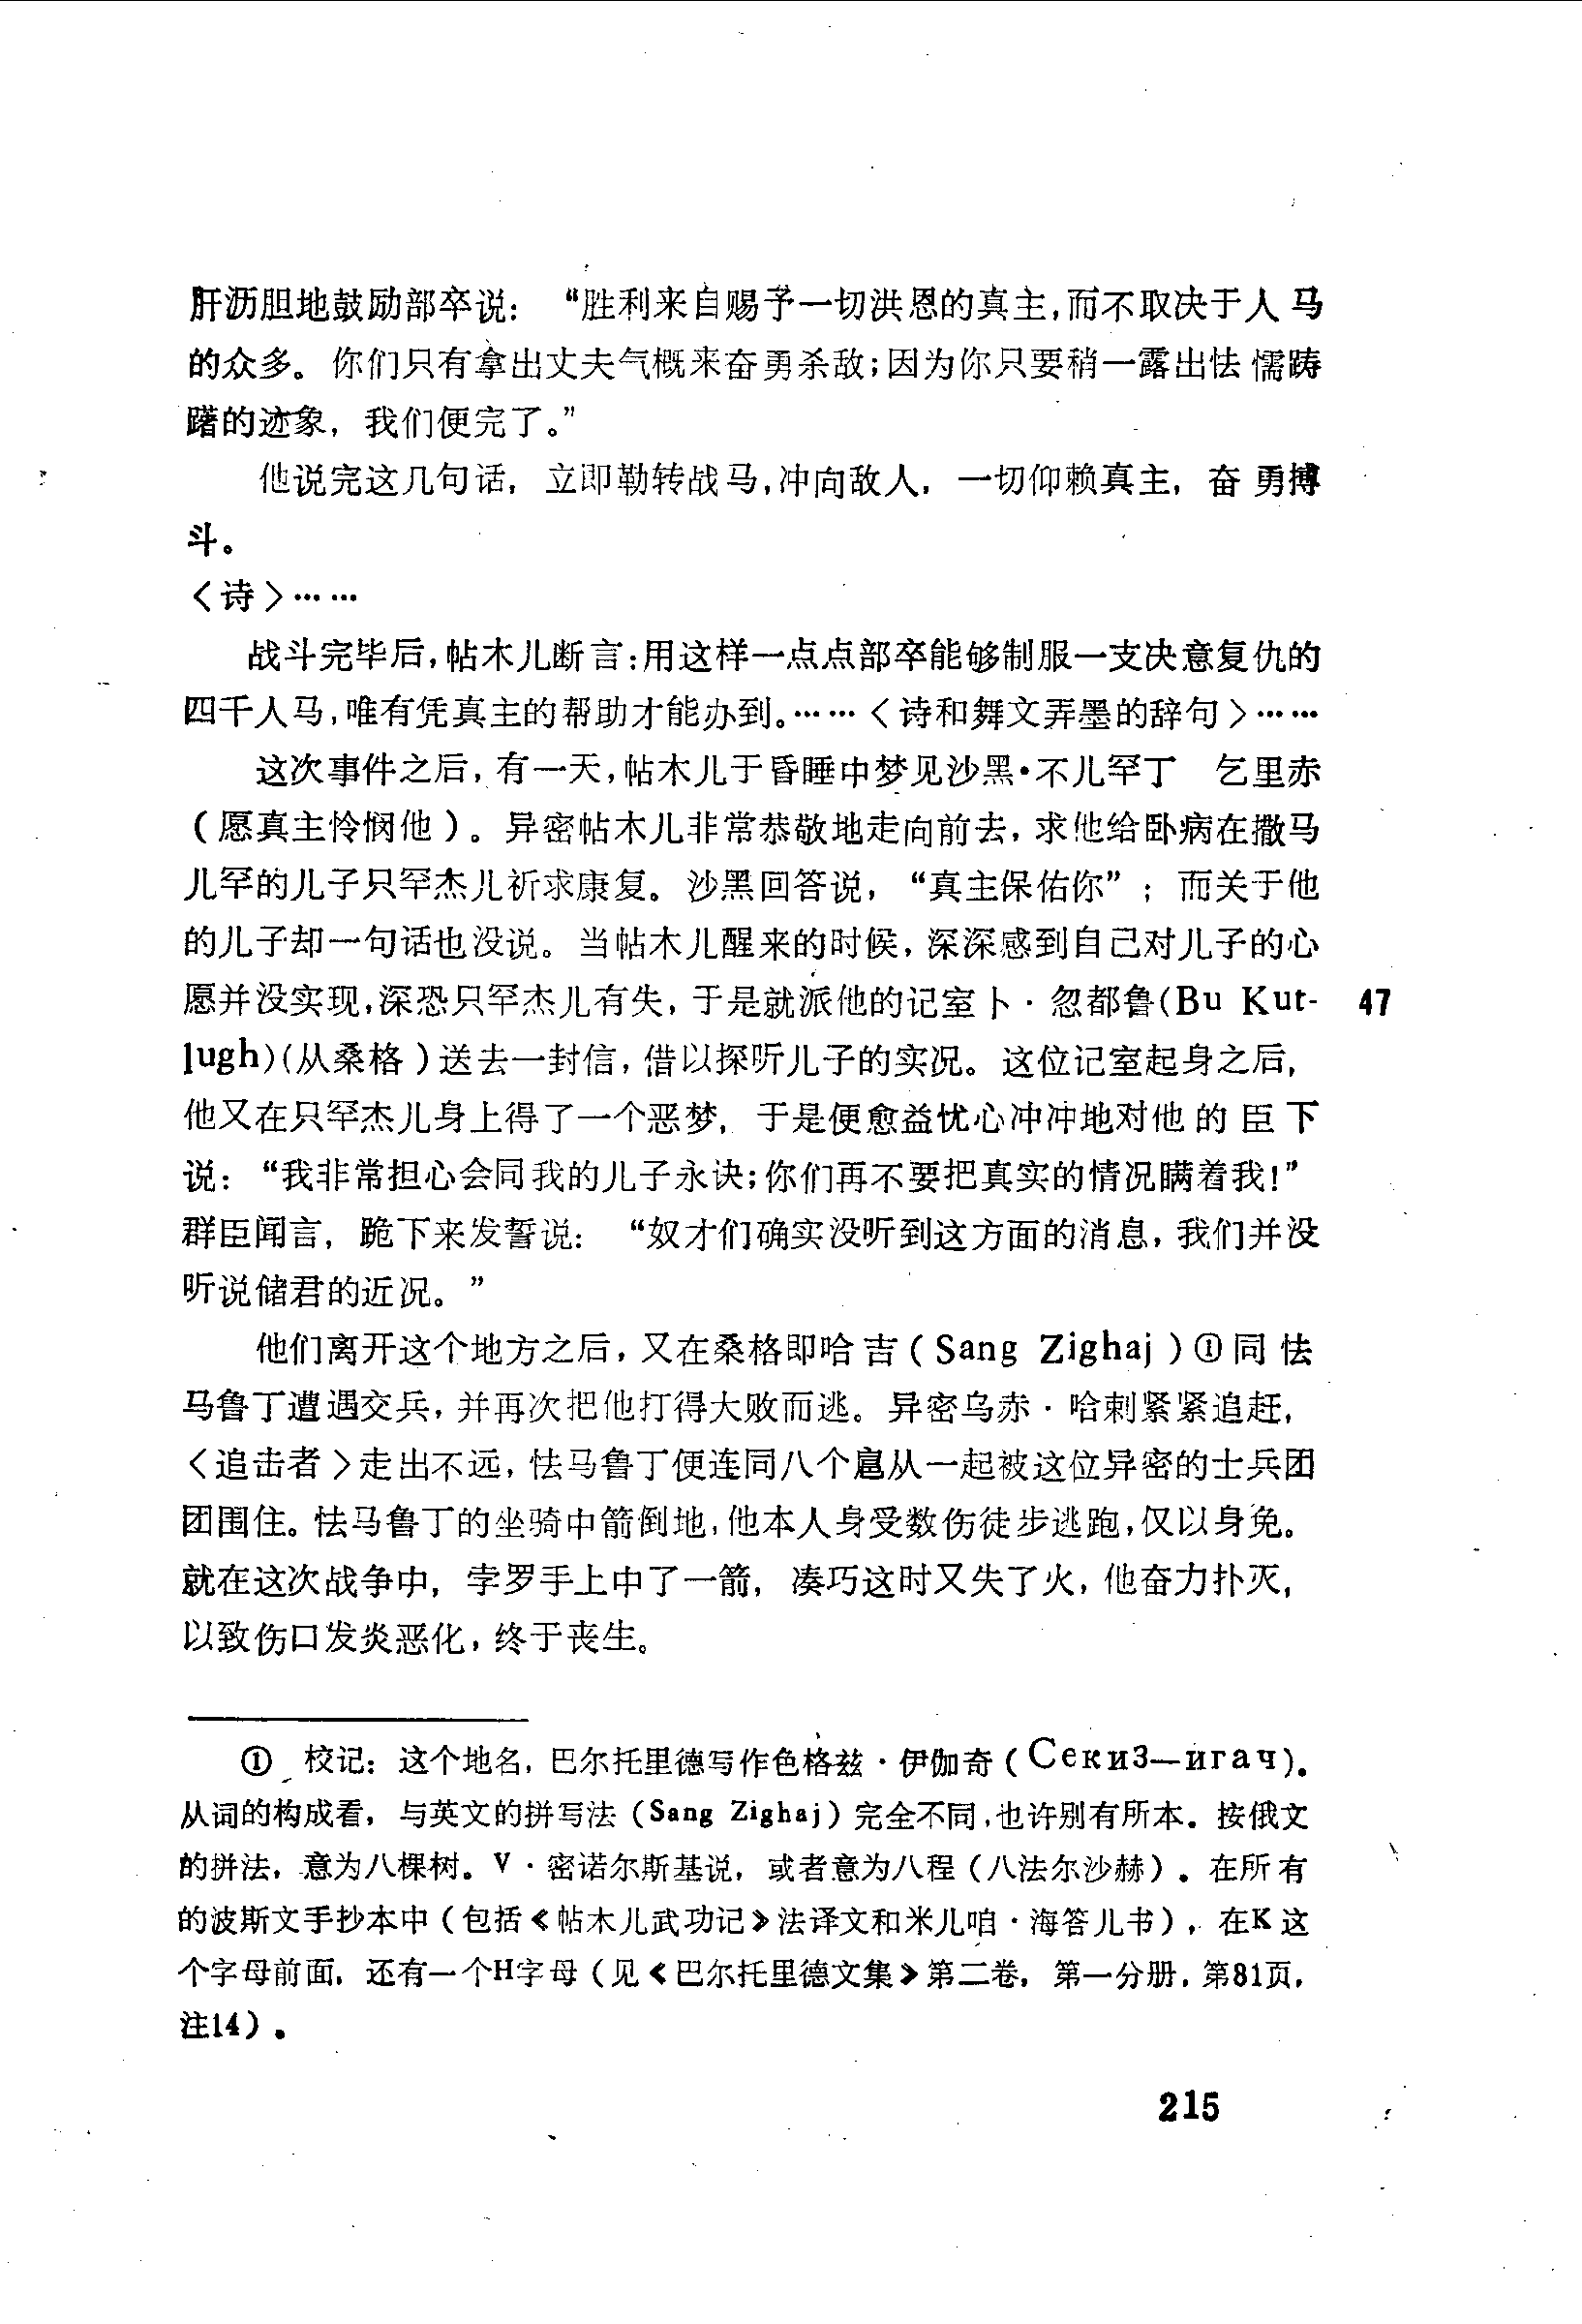 肝沥胆地鼓励部卒说：“胜利来自赐予一切洪恩的真主,而不取决于人马
的众多。你们只有拿出丈夫气概来奋勇杀敌;因为你只要稍一露出怯懦踌
躇的迹象，我们便完了。”
他说完这几句话，立即勒转战马,冲向敌人，一切仰赖真主，奋勇搏
斗。
〈诗〉……
战斗完毕后,帖木儿断言:用这样一点点部卒能够制服一支决意复仇的
四千人马,唯有凭真主的帮助才能办到。……〈诗和舞文弄墨的辞句〉……
这次事件之后,有一天,帖木儿于昏睡中梦见沙黑·不儿罕丁 乞里赤
（愿真主怜悯他）。异密帖木儿非常恭敬地走向前去，求他给卧病在撒马
儿罕的儿子只罕杰儿祈求康复。沙黑回答说，“真主保佑你”；而关于他
的儿子却一句话也没说。当帖木儿醒来的时候，深深感到自己对儿子的心
愿并没实现,深恐只罕杰儿有失，于是就派他的记室卜·忽都鲁(Bu Kut- 47
lugh)(从桑格）送去一封信，借以探听儿子的实况。这位记室起身之后，
他又在只罕杰儿身上得了一个恶梦，于是便愈益忧心冲冲地对他的臣下
说：“我非常担心会同我的儿子永诀;你们再不要把真实的情况瞒着我!”
群臣闻言，跪下来发誓说：“奴才们确实没听到这方面的消息，我们并没
听说储君的近况。”
他们离开这个地方之后，又在桑格即哈吉（Sang Zighaj）①同怯
马鲁丁遭遇交兵，并再次把他打得大败而逃。异密乌赤·哈剌紧紧追赶，
〈追击者〉走出不远，怯马鲁丁便连同八个扈从一起被这位异密的士兵团
团围住。怯马鲁丁的坐骑中箭倒地,他本人身受数伤徒步逃跑,仅以身免。
就在这次战争中，孛罗手上中了一箭，凑巧这时又失了火，他奋力扑灭，
以致伤口发炎恶化，终于丧生。
① 校记：这个地名，巴尔托里德写作色格兹·伊伽奇（Секиз—игач)。
从词的构成看，与英文的拼写法（Sang Zighaj）完全不同,也许别有所本。按俄文
的拼法，意为八棵树。V·密诺尔斯基说，或者意为八程（八法尔沙赫）。在所有
的波斯文手抄本中（包括《帖木儿武功记》法译文和米儿咱·海答儿书），在K这
个字母前面，还有一个H字母（见《巴尔托里德文集》第二卷，第一分册，第81页，
注14）。
215